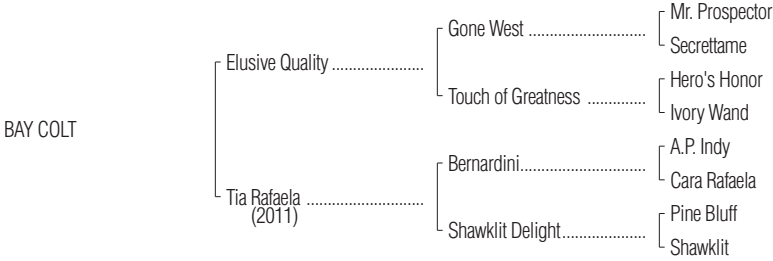 Mr. Prospector
Gone West ..........................
Secrettame
Elusive Quality .....................
Hero's Honor
Touch of Greatness .............
Ivory Wand
BAY COLT
A.P. Indy
Bernardini............................
Cara Rafaela
Tia Rafaela ..........................
(2011)
Pine Bluff
Shawklit Delight...................
Shawklit